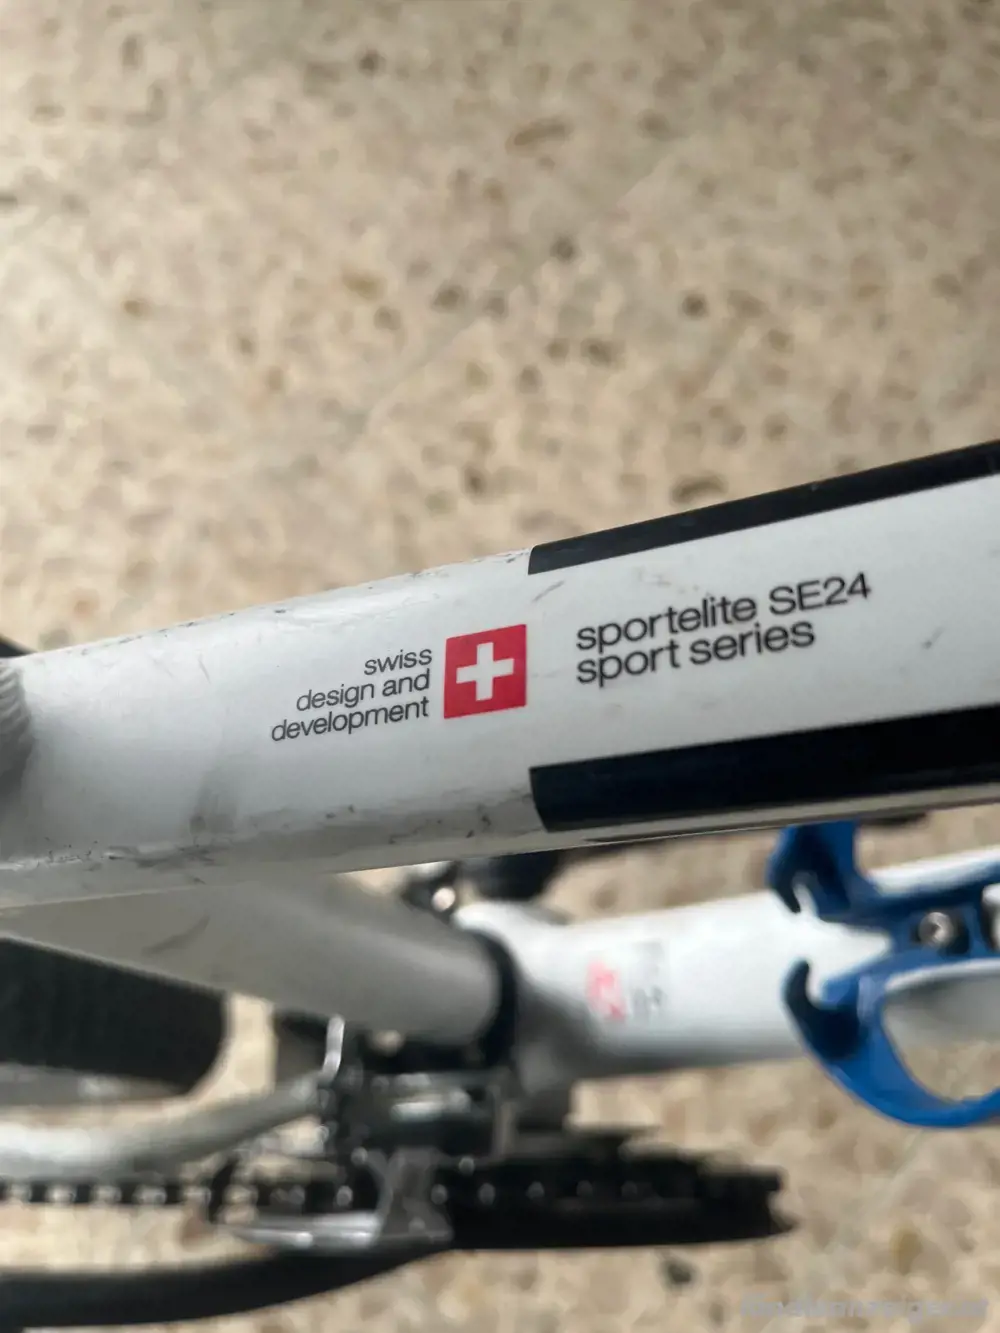 swiss
design and
development
sportelite SE24
sport series